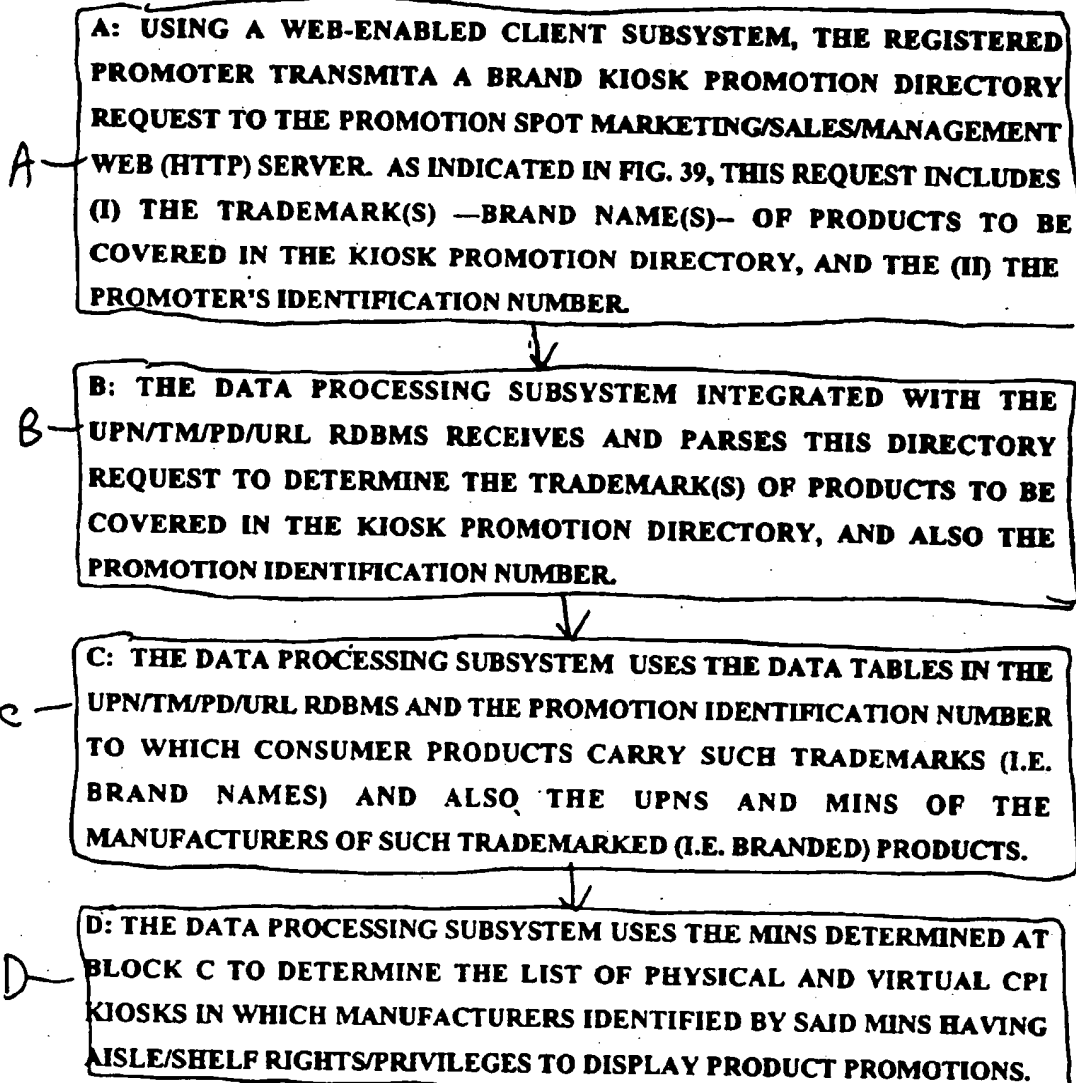 A: USING A WEB-ENABLED CLIENT SUBSYSTEM, THE REGISTERED
PROMOTER TRANSMITA A BRAND KIOSK PROMOTION DIRECTORY
REQUEST TO THE PROMOTION SPOT MARKETING/SALES/MANAGEMENT
A WEB (HTTP) SERVER. AS INDICATED IN FIG. 39, THIS REQUEST INCLUDES
(I) THE TRADEMARK(S) —BRAND NAME(S)– OF PRODUCTS TO BE
COVERED IN THE KIOSK PROMOTION DIRECTORY, AND THE (II) THE
PROMOTER'S IDENTIFICATION NUMBER.
B: THE DATA PROCESSING SUBSYSTEM INTEGRATED WITH THE
B UPN/TM/PD/URL RDBMS RECEIVES AND PARSES THIS DIRECTORY
REQUEST TO DETERMINE THE TRADEMARK(S) OF PRODUCTS TO BE
COVERED IN THE KIOSK PROMOTION DIRECTORY, AND ALSO THE
PROMOTION IDENTIFICATION NUMBER.
C: THE DATA PROCESSING SUBSYSTEM USES THE DATA TABLES IN THE
C UPN/TM/PD/URL RDBMS AND THE PROMOTION IDENTIFICATION NUMBER
TO WHICH CONSUMER PRODUCTS CARRY SUCH TRADEMARKS (I.E.
BRAND NAMES) AND ALSO THE UPNS AND MINS OF THE
MANUFACTURERS OF SUCH TRADEMARKED (I.E. BRANDED) PRODUCTS.
D: THE DATA PROCESSING SUBSYSTEM USES THE MINS DETERMINED AT
D BLOCK C TO DETERMINE THE LIST OF PHYSICAL AND VIRTUAL CPI
KIOSKS IN WHICH MANUFACTURERS IDENTIFIED BY SAID MINS HAVING
AISLE/SHELF RIGHTS/PRIVILEGES TO DISPLAY PRODUCT PROMOTIONS.